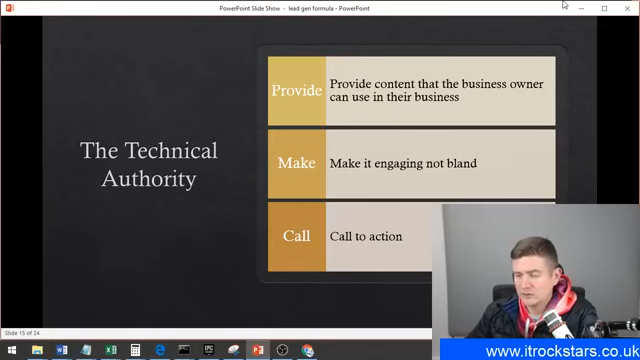 PowerPoint Slide Show - lead gen formula - PowerPoint
The Technical
Authority
Provide
Provide content that the business owner
can use in their business
Make
Make it engaging not bland
Call
Call to action
Slide 15 of 24
www.itrockstars.co.uk